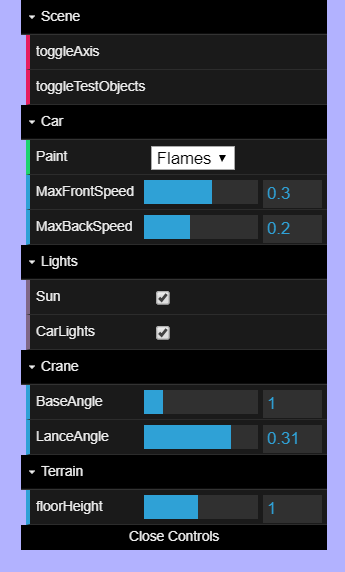 Scene
toggleAxis
toggleTestObjects
Car
Paint Flames
MaxFrontSpeed 0.3
MaxBackSpeed 0.2
Lights
Sun
CarLights
Crane
BaseAngle 1
LanceAngle 0.31
Terrain
floorHeight 1
Close Controls